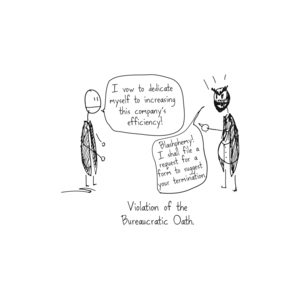 I vow to dedicate
myself to increasing
this company's
efficiency!
Blashphemy!
I shall file a
request for a
form to suggest
your termination.
Violation of the
Bureaucratic Oath.